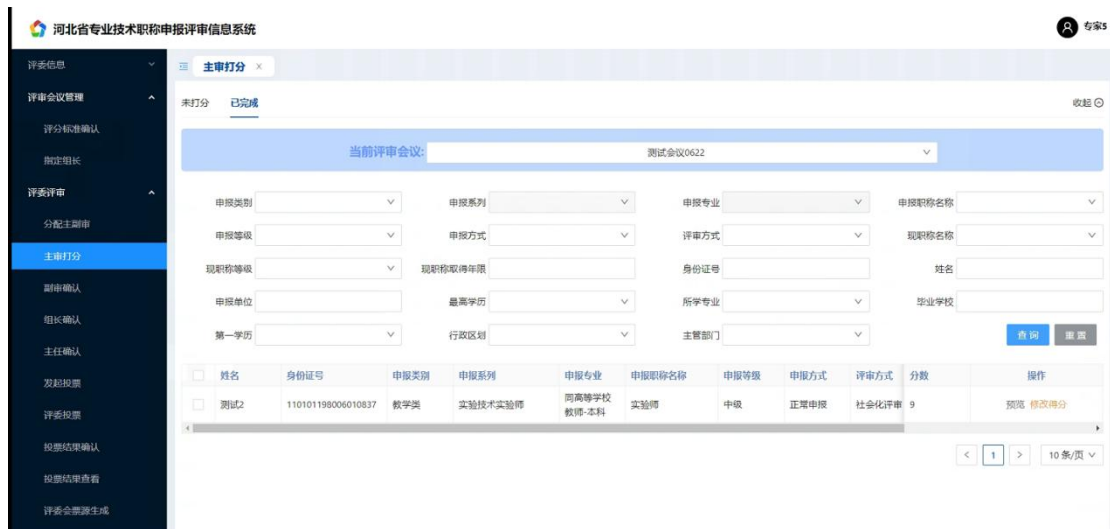 河北省专业技术职称申报评审信息系统
专家5
评委信息
评审会议管理
评分标准确认
指定组长
评委评审
分配主副审
主审打分
副审确认
组长确认
主任确认
发起投票
评委投票
投票结果确认
投票结果查看
评委会票源生成
主审打分 ×
未打分 已完成 收起
当前评审会议: 测试会议0622
申报类别 申报系列 申报专业 申报职称名称
申报等级 申报方式 评审方式 现职称名称
现职称等级 现职称取得年限 身份证号 姓名
申报单位 最高学历 所学专业 毕业学校
第一学历 行政区划 主管部门 查询 重置
姓名 身份证号 申报类别 申报系列 申报专业 申报职称名称 申报等级 申报方式 评审方式 分数 操作
测试2 110101198006010837 教学类 实验技术实验师 同高等学校教师-本科 实验师 中级 正常申报 社会化评审 9 预览 修改得分
< 1 > 10 条/页